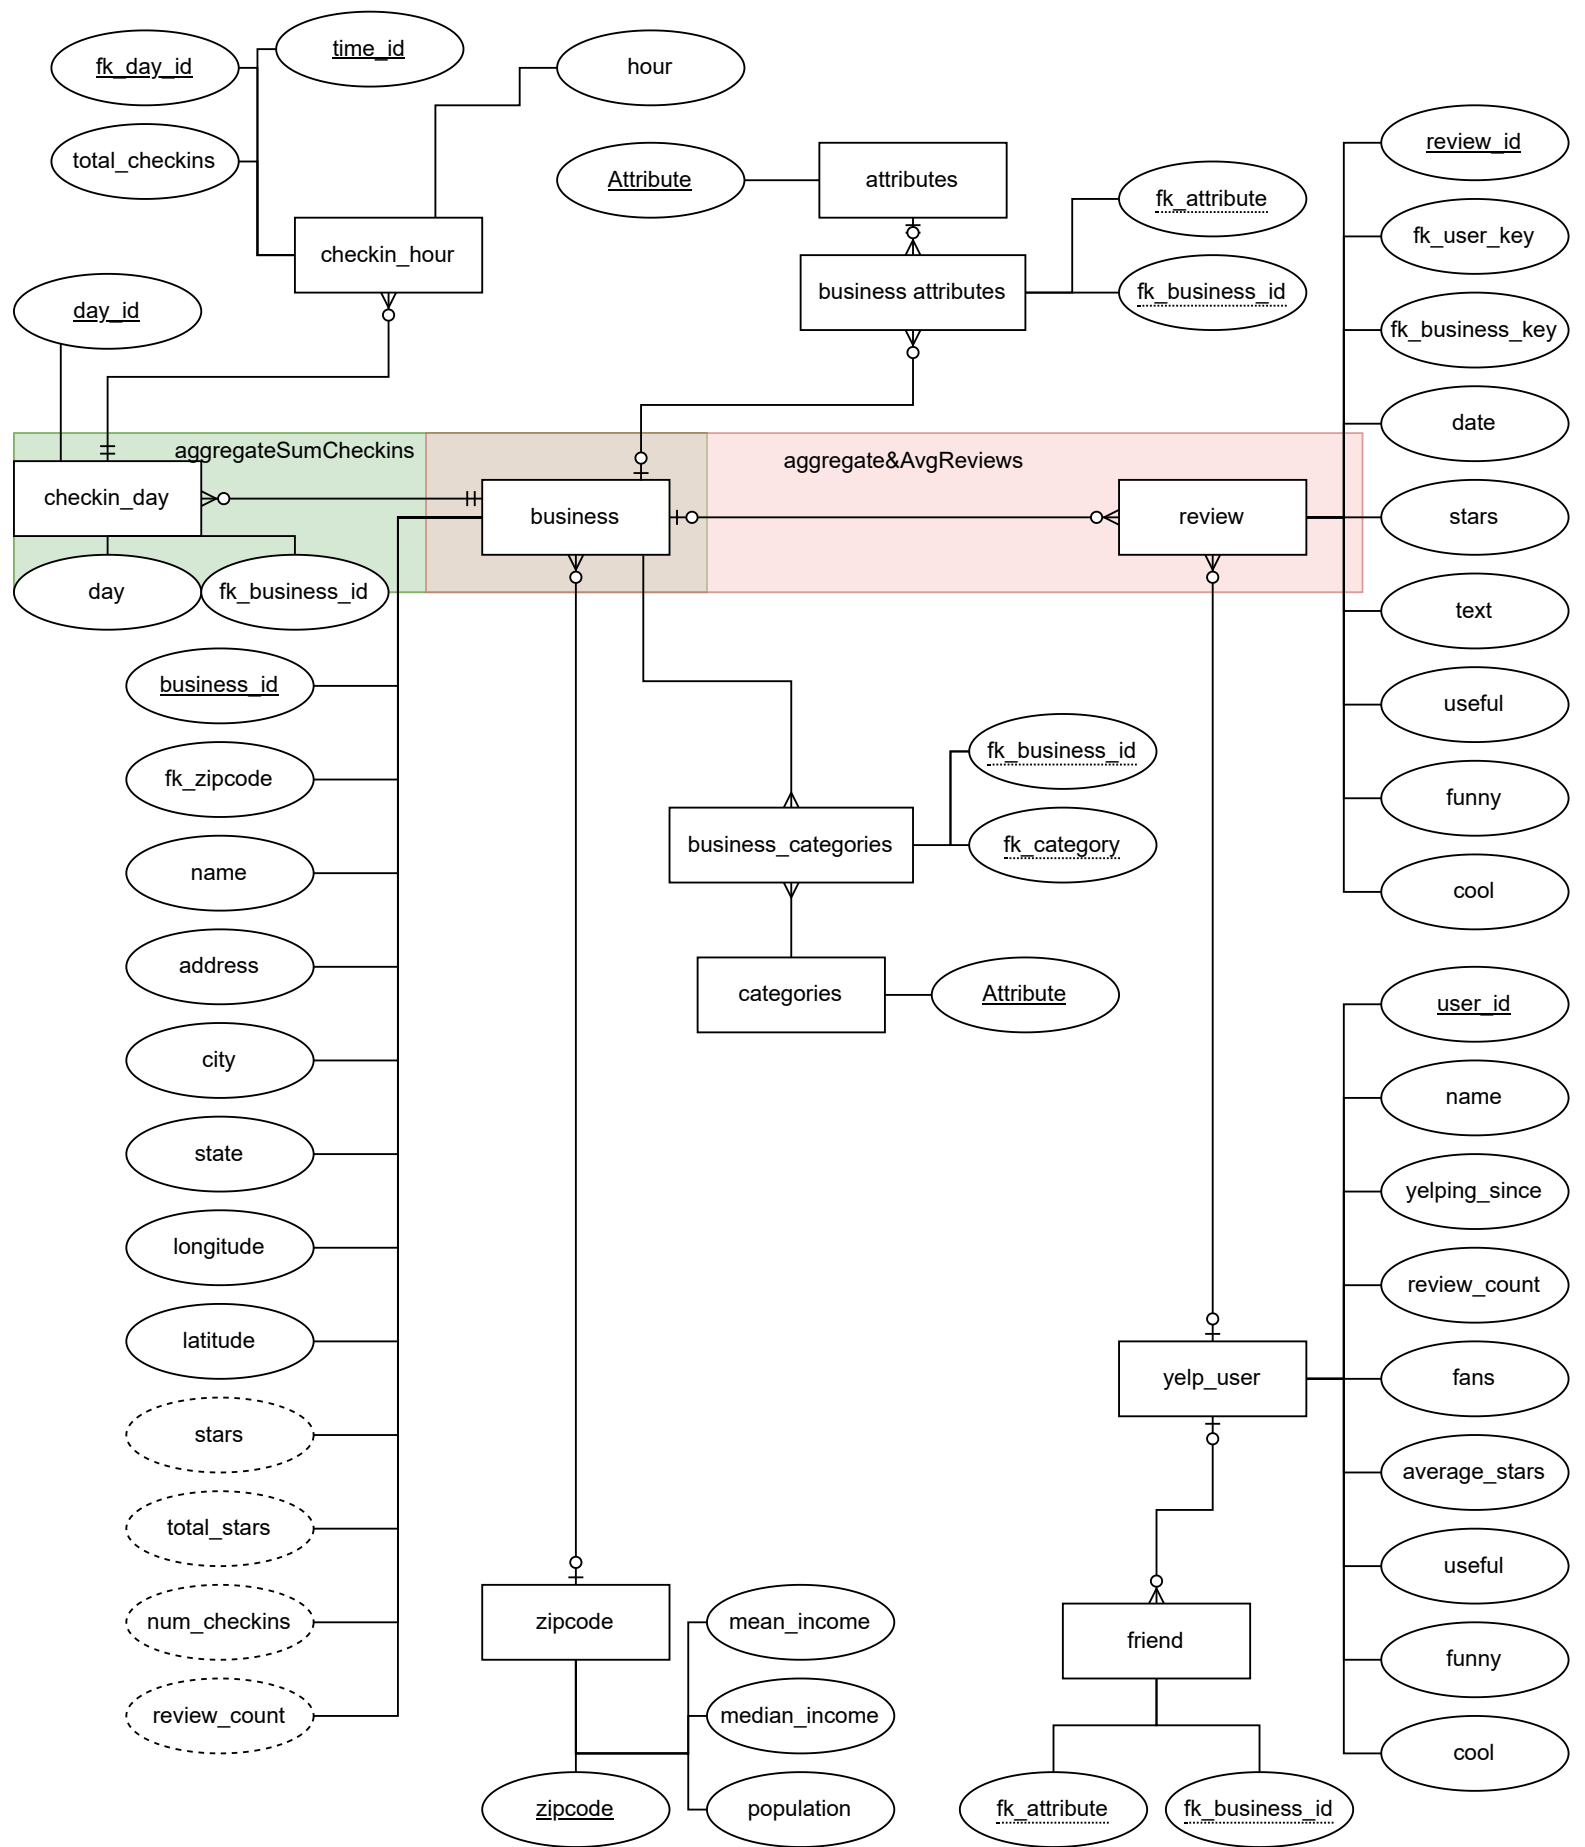 time_id
fk_day_id
hour
total_checkins
Attribute
attributes
review_id
fk_attribute
fk_user_key
checkin_hour
business attributes
fk_business_id
day_id
fk_business_key
date
aggregateSumCheckins
aggregate&AvgReviews
checkin_day
business
review
stars
day
fk_business_id
text
business_id
useful
fk_business_id
fk_zipcode
funny
business_categories
fk_category
name
cool
address
categories
Attribute
user_id
city
name
state
yelping_since
longitude
review_count
latitude
yelp_user
fans
stars
average_stars
total_stars
useful
num_checkins
zipcode
mean_income
friend
funny
review_count
median_income
cool
zipcode
population
fk_attribute
fk_business_id